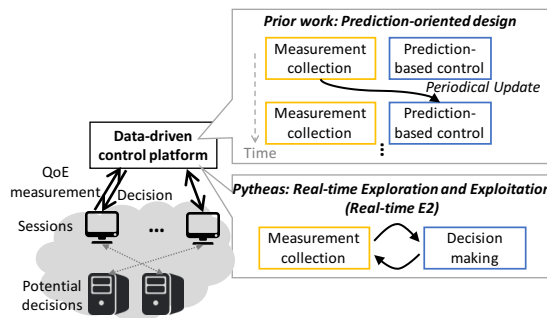 Prior work: Prediction-oriented design
Measurement
collection
Prediction-
based control
Periodical Update
Measurement
collection
Prediction-
based control
...
Time
Data-driven
control platform
QoE
measurement
Decision
Sessions
...
Potential
decisions
Pytheas: Real-time Exploration and Exploitation
(Real-time E2)
Measurement
collection
Decision
making